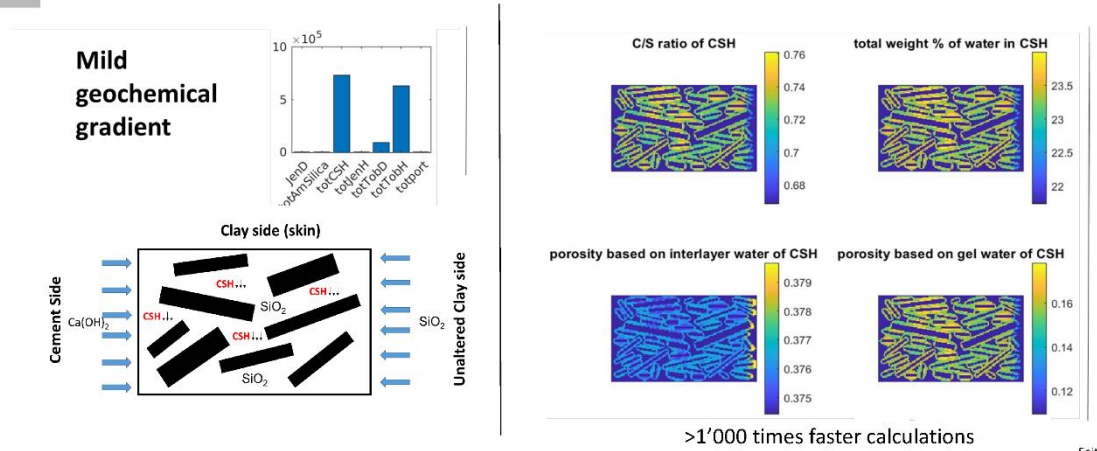 Mild
geochemical
gradient
×10⁵
10
5
0
JenD
totAmSilica
totCSH
totJenH
totTobD
totTobH
totport
Clay side (skin)
Cement Side
Ca(OH)₂
CSH↓...
CSH↓...
SiO₂
CSH↓...
CSH↓...
SiO₂
SiO₂
Unaltered Clay side
C/S ratio of CSH
0.76
0.74
0.72
0.7
0.68
total weight % of water in CSH
23.5
23
22.5
22
porosity based on interlayer water of CSH
0.379
0.378
0.377
0.376
0.375
porosity based on gel water of CSH
0.16
0.14
0.12
>1'000 times faster calculations